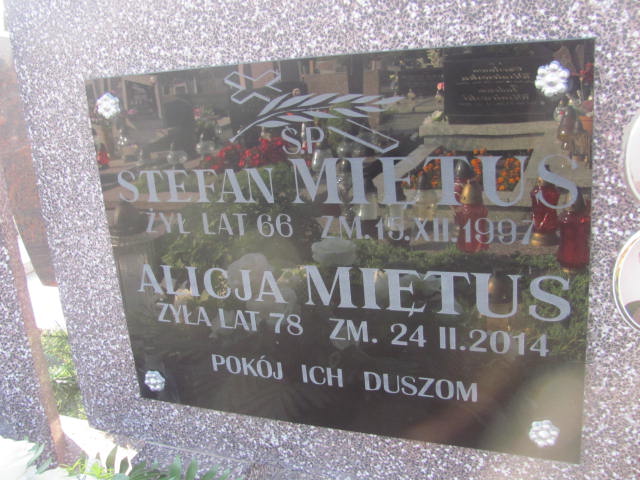 ŚP.
STEFAN MIĘTUS
ŻYŁ LAT 66 ZM. 15.XII.1997
ALICJA MIĘTUS
ŻYŁA LAT 78 ZM. 24 II.2014
POKÓJ ICH DUSZOM